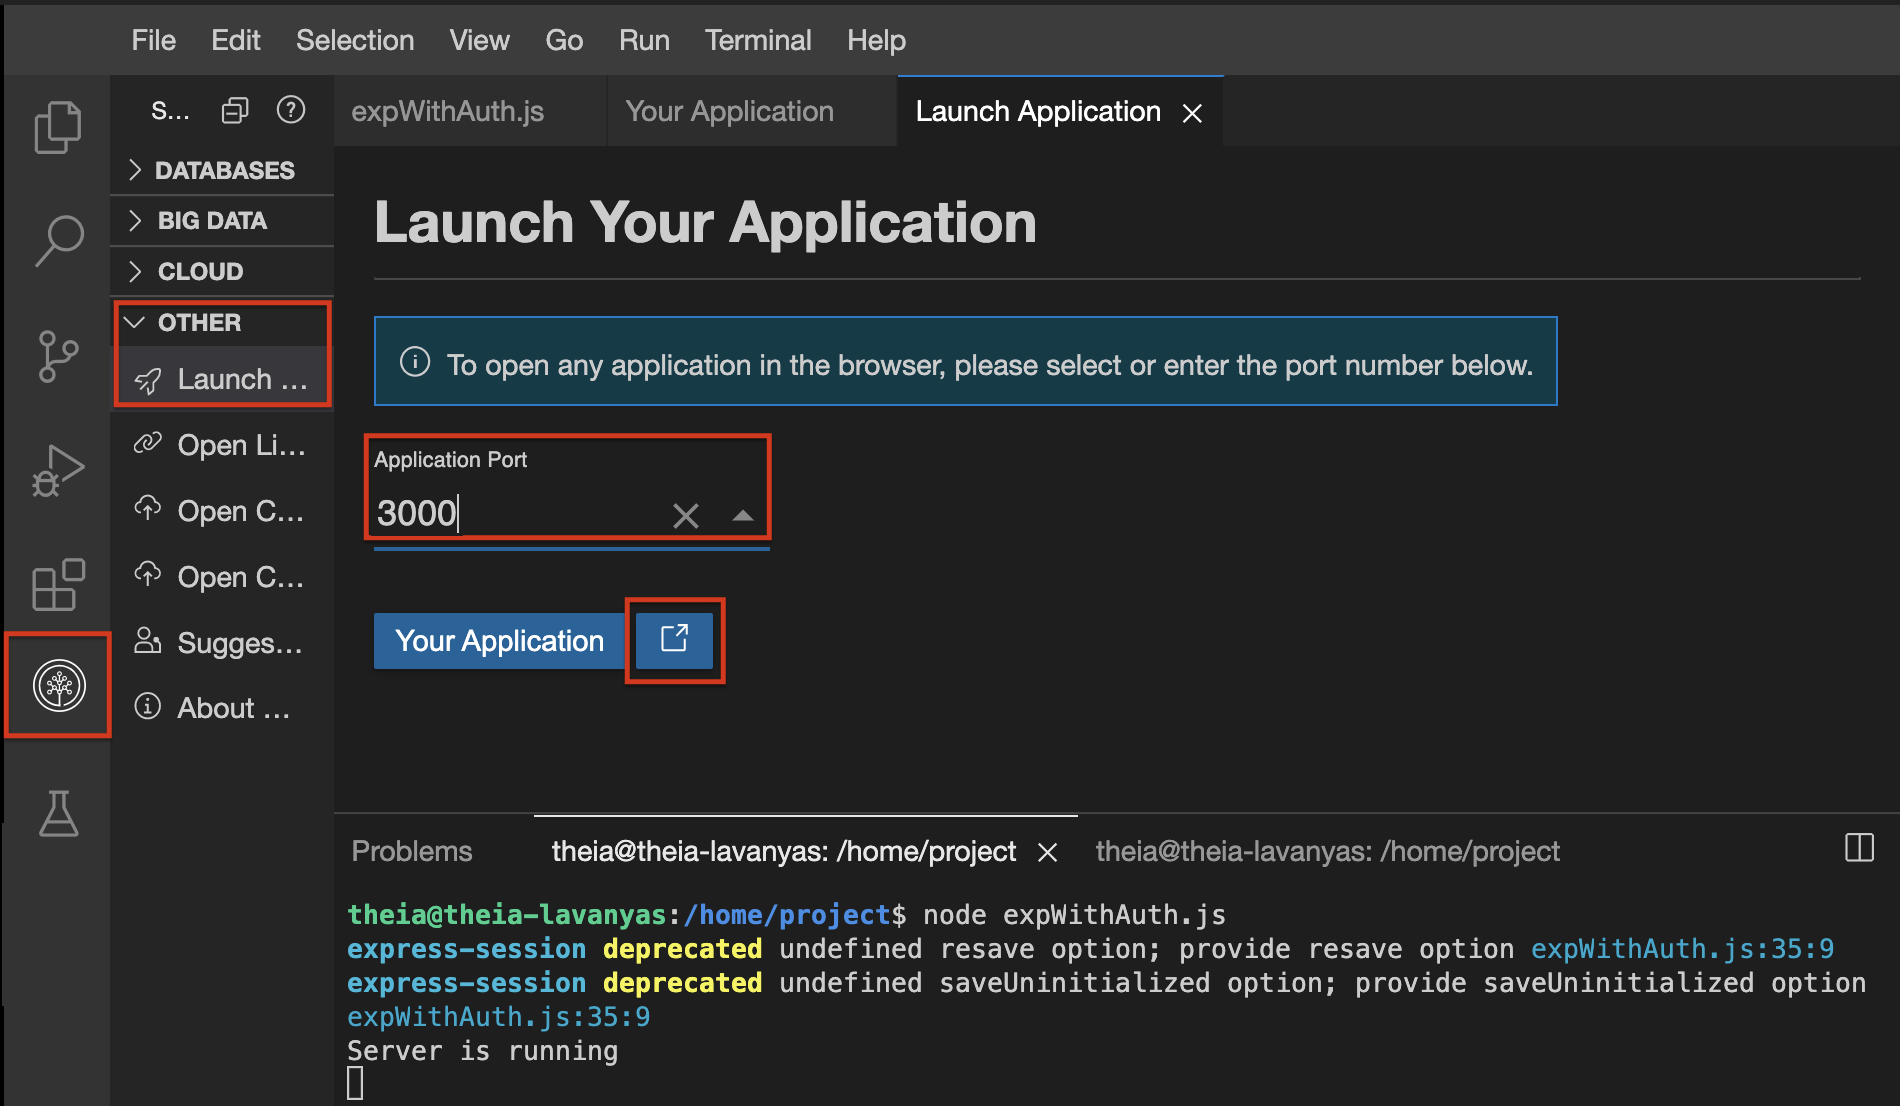 File Edit Selection View Go Run Terminal Help
S...
expWithAuth.js
Your Application
Launch Application
DATABASES
BIG DATA
CLOUD
OTHER
Launch ...
Open Li...
Open C...
Open C...
Sugges...
About ...
Launch Your Application
To open any application in the browser, please select or enter the port number below.
Application Port
3000
Your Application
Problems
theia@theia-lavanyas: /home/project
theia@theia-lavanyas: /home/project
theia@theia-lavanyas:/home/project$ node expWithAuth.js
express-session deprecated undefined resave option; provide resave option expWithAuth.js:35:9
express-session deprecated undefined saveUninitialized option; provide saveUninitialized option
expWithAuth.js:35:9
Server is running